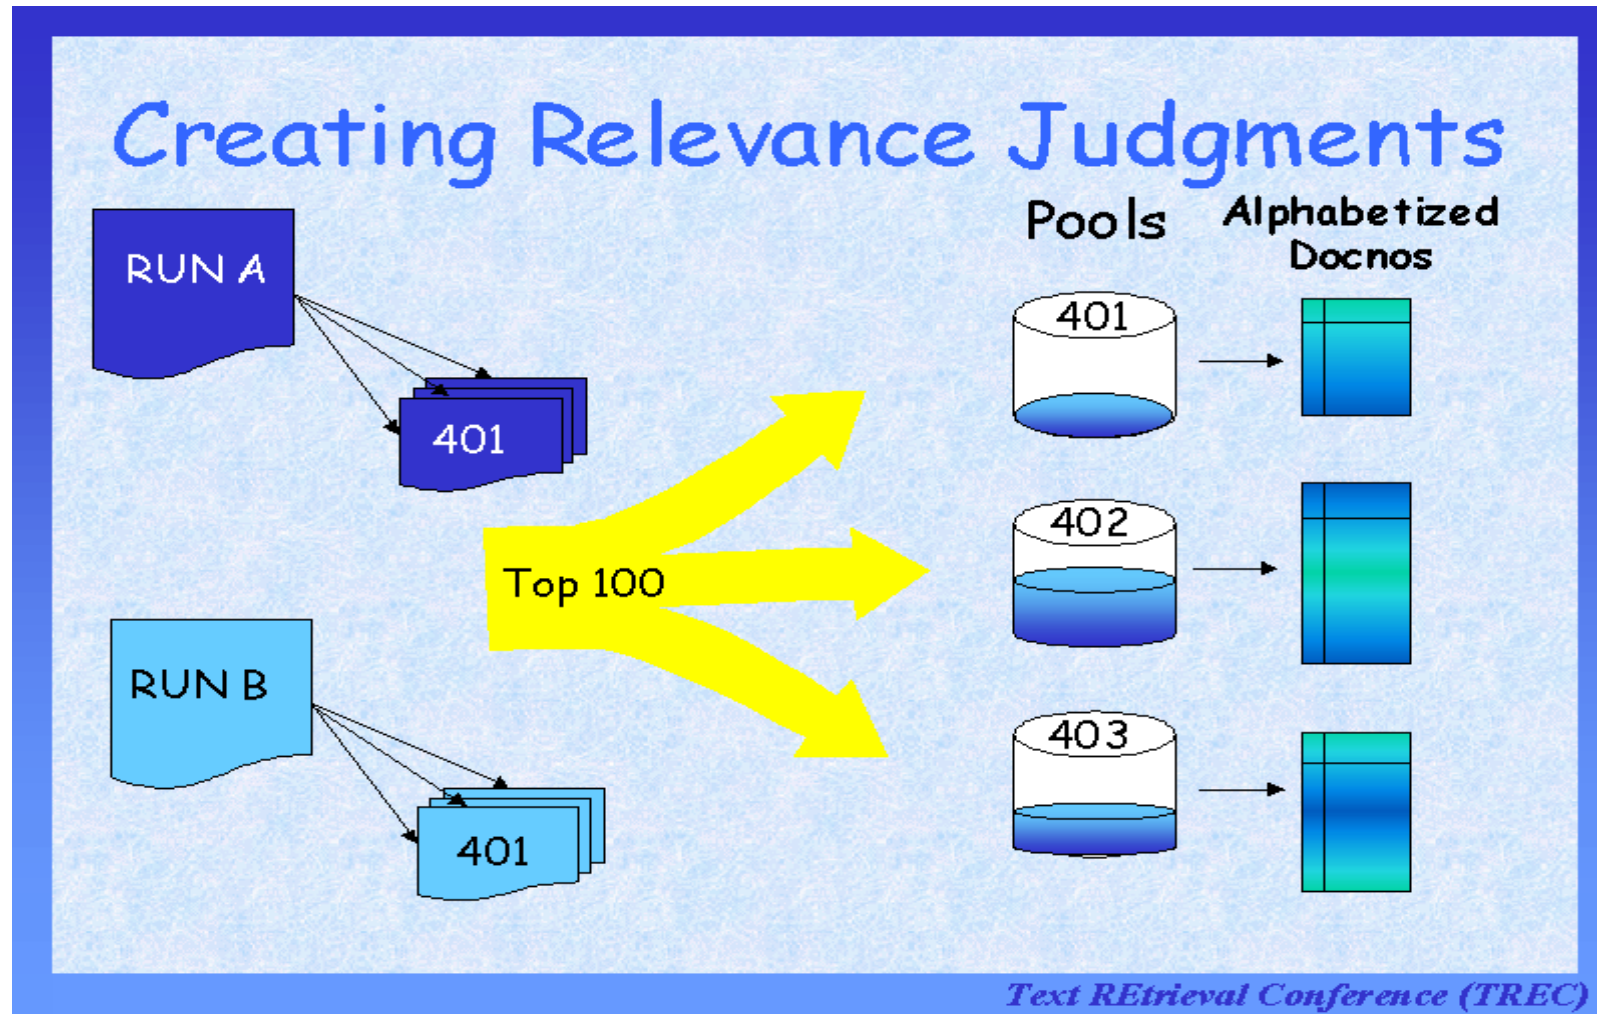 Creating Relevance Judgments
Pools
Alphabetized
Docnos
RUN A
401
401
Top 100
402
RUN B
403
401
Text REtrieval Conference (TREC)